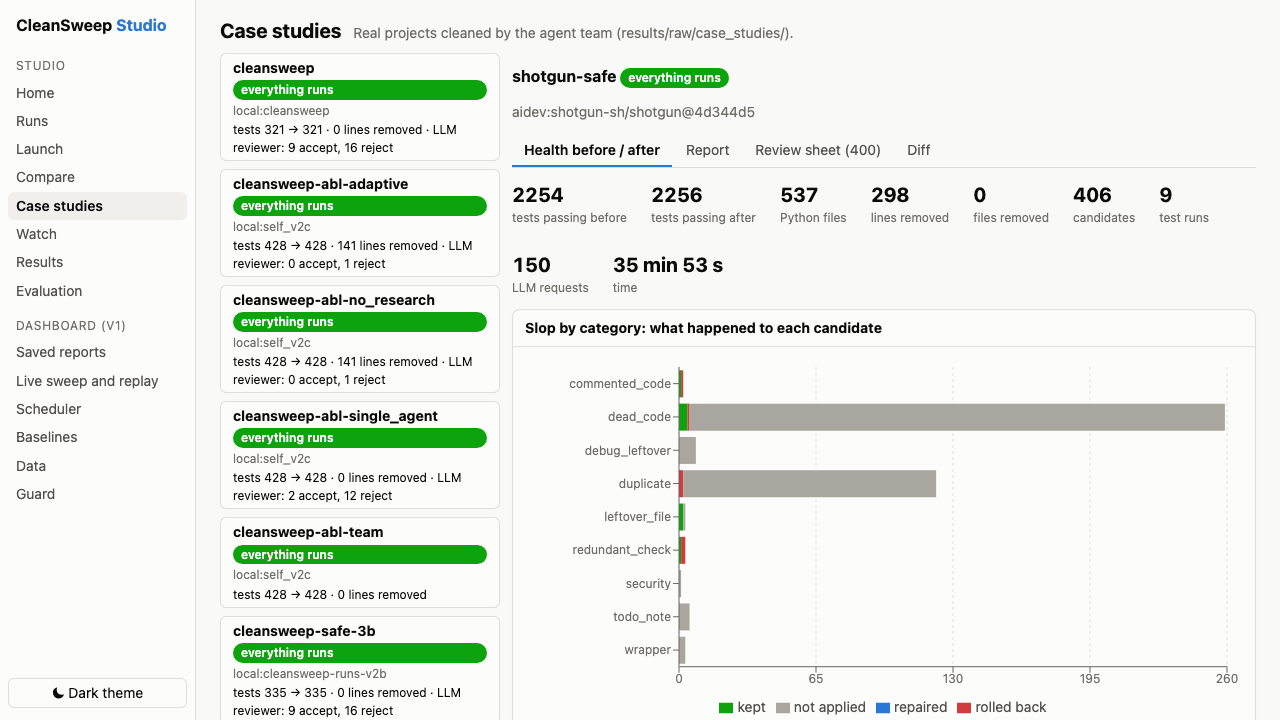 CleanSweep Studio
STUDIO
Home
Runs
Launch
Compare
Case studies
Watch
Results
Evaluation
DASHBOARD (V1)
Saved reports
Live sweep and replay
Scheduler
Baselines
Data
Guard
Dark theme
Case studies Real projects cleaned by the agent team (results/raw/case_studies/).
cleansweep
everything runs
local:cleansweep
tests 321 → 321 · 0 lines removed · LLM
reviewer: 9 accept, 16 reject
cleansweep-abl-adaptive
everything runs
local:self_v2c
tests 428 → 428 · 141 lines removed · LLM
reviewer: 0 accept, 1 reject
cleansweep-abl-no_research
everything runs
local:self_v2c
tests 428 → 428 · 141 lines removed · LLM
reviewer: 0 accept, 1 reject
cleansweep-abl-single_agent
everything runs
local:self_v2c
tests 428 → 428 · 0 lines removed · LLM
reviewer: 2 accept, 12 reject
cleansweep-abl-team
everything runs
local:self_v2c
tests 428 → 428 · 0 lines removed
cleansweep-safe-3b
everything runs
local:cleansweep-runs-v2b
tests 335 → 335 · 0 lines removed · LLM
reviewer: 9 accept, 16 reject
shotgun-safe everything runs
aidev:shotgun-sh/shotgun@4d344d5
Health before / after Report Review sheet (400) Diff
2254 2256 537 298 0 406 9
tests passing before tests passing after Python files lines removed files removed candidates test runs
150 35 min 53 s
LLM requests time
Slop by category: what happened to each candidate
commented_code
dead_code
debug_leftover
duplicate
leftover_file
redundant_check
security
todo_note
wrapper
0 65 130 195 260
kept not applied repaired rolled back